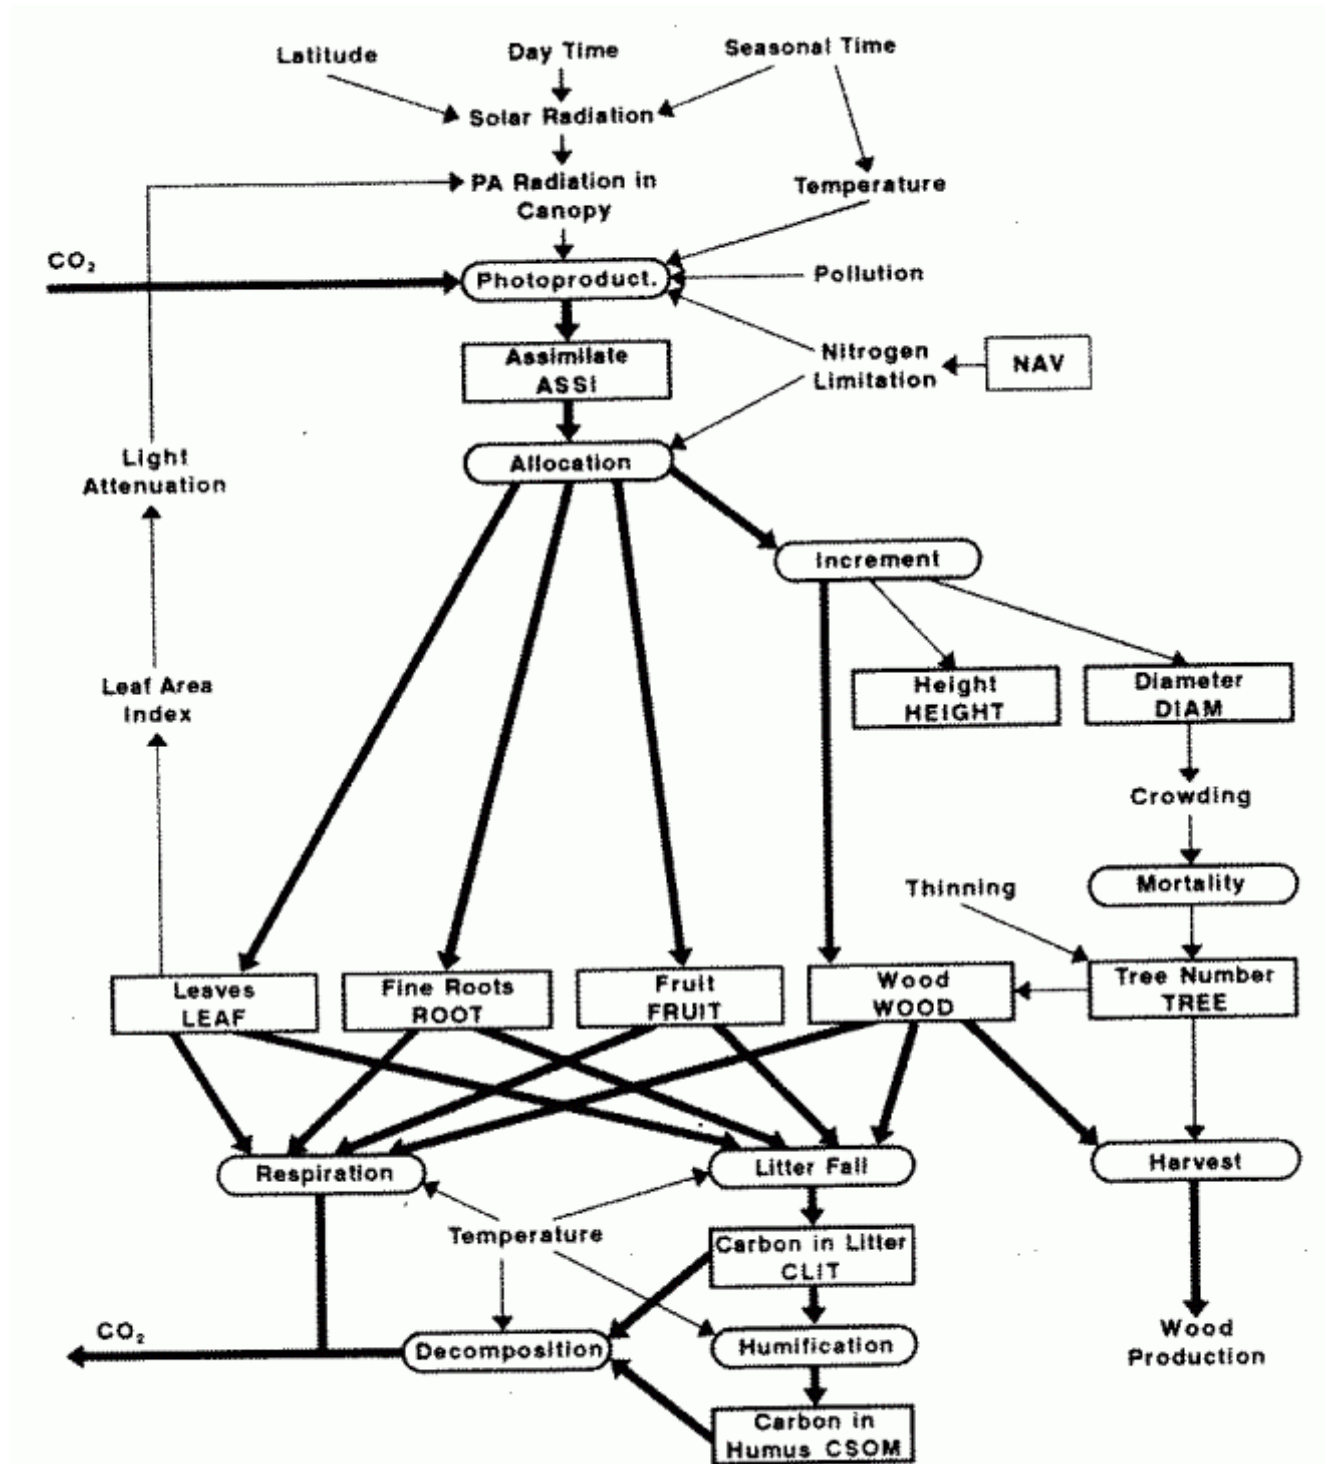 Latitude
Day Time
Seasonal Time
Solar Radiation
PA Radiation in
Canopy
Temperature
CO₂
Photoproduct.
Pollution
Assimilate
ASSI
Nitrogen
Limitation
NAV
Allocation
Light
Attenuation
Increment
Leaf Area
Index
Height
HEIGHT
Diameter
DIAM
Crowding
Thinning
Mortality
Leaves
LEAF
Fine Roots
ROOT
Fruit
FRUIT
Wood
WOOD
Tree Number
TREE
Respiration
Litter Fall
Harvest
Temperature
Carbon in Litter
CLIT
CO₂
Decomposition
Humification
Wood
Production
Carbon in
Humus CSOM